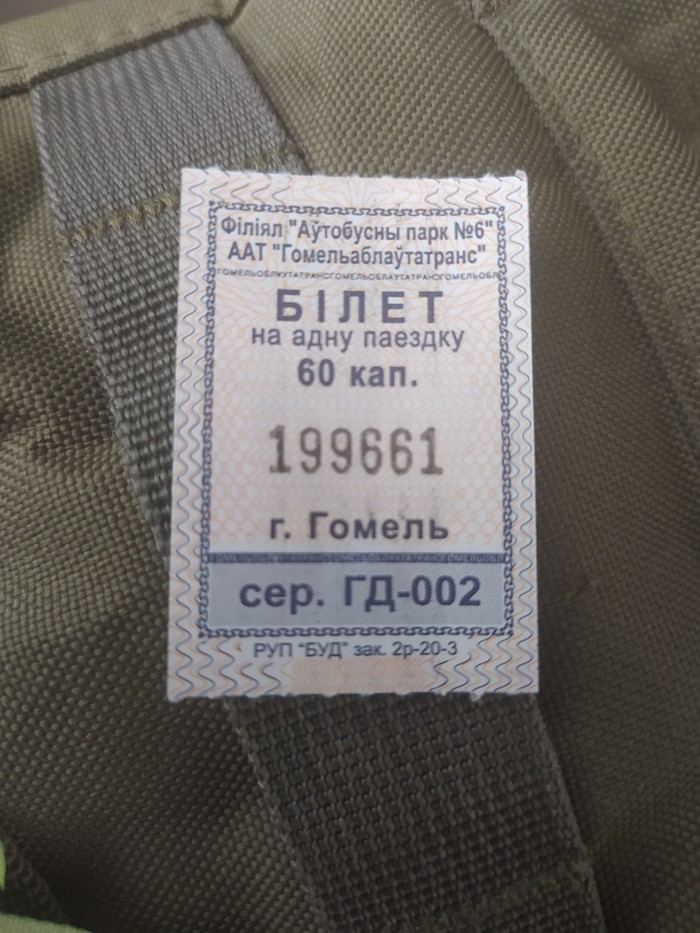 Філіял "Аўтобусны парк №6"
ААТ "Гомельаблаўтатранс"
БІЛЕТ
на адну паездку
60 кап.
199661
г. Гомель
сер. ГД-002
РУП "БУД" зак. 2р-20-3